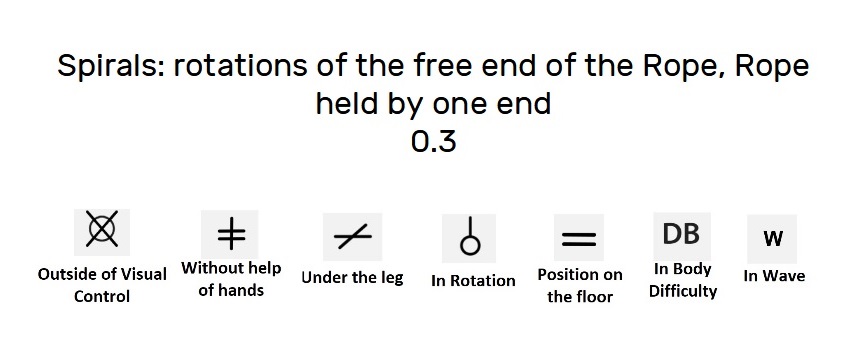 Spirals: rotations of the free end of the Rope, Rope
held by one end
0.3
DB
W
Outside of Visual
Control
Without help
of hands
Under the leg
In Rotation
Position on
the floor
In Body
Difficulty
In Wave